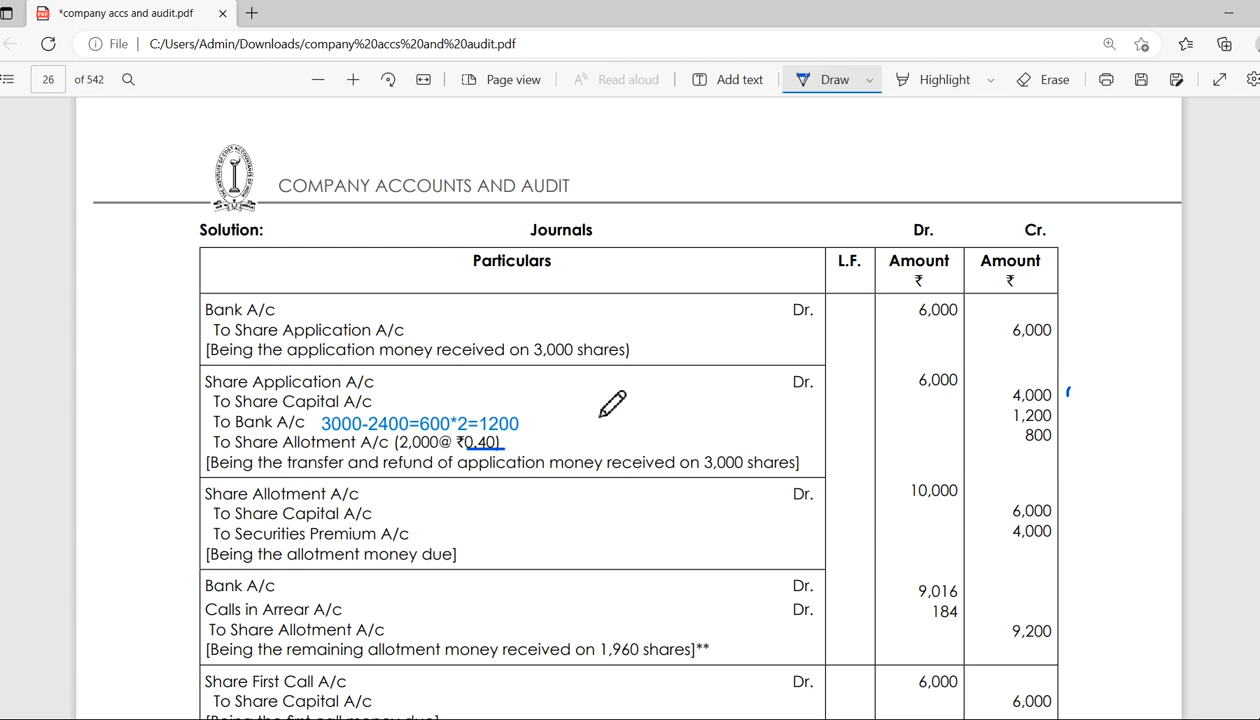 *company accs and audit.pdf
File C:/Users/Admin/Downloads/company%20accs%20and%20audit.pdf
26 of 542 Page view Read aloud Add text Draw Highlight Erase
COMPANY ACCOUNTS AND AUDIT
Solution: Journals Dr. Cr.
Particulars L.F. Amount Amount
₹ ₹
Bank A/c Dr. 6,000
To Share Application A/c 6,000
[Being the application money received on 3,000 shares)
Share Application A/c Dr. 6,000
To Share Capital A/c 4,000
To Bank A/c 3000-2400=600*2=1200 1,200
To Share Allotment A/c (2,000@ ₹0.40) 800
[Being the transfer and refund of application money received on 3,000 shares]
Share Allotment A/c Dr. 10,000
To Share Capital A/c 6,000
To Securities Premium A/c 4,000
[Being the allotment money due]
Bank A/c Dr. 9,016
Calls in Arrear A/c Dr. 184
To Share Allotment A/c 9,200
[Being the remaining allotment money received on 1,960 shares]**
Share First Call A/c Dr. 6,000
To Share Capital A/c 6,000
[Being the first call money due]